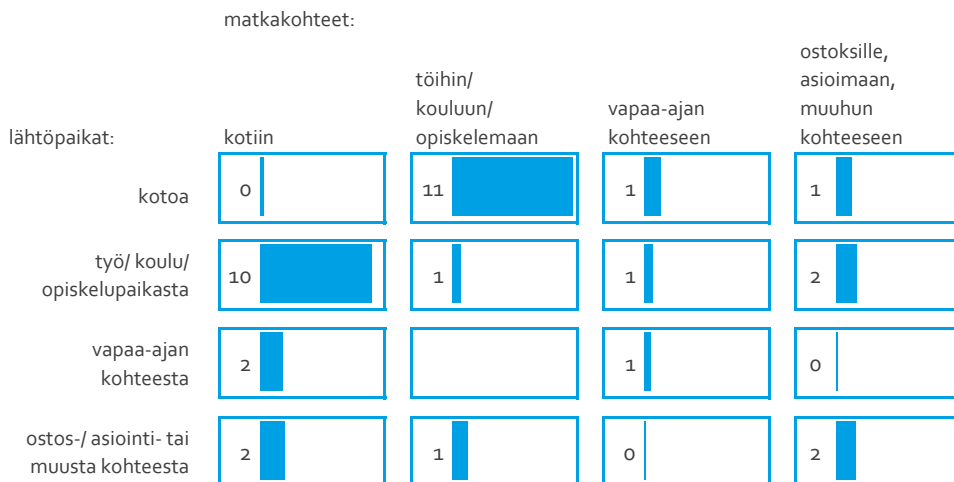 matkakohteet:
lähtöpaikat:
kotiin
töihin/
kouluun/
opiskelemaan
vapaa-ajan
kohteeseen
ostoksille,
asioimaan,
muuhun
kohteeseen
kotoa
0
11
1
1
työ/ koulu/
opiskelupaikasta
10
1
1
2
vapaa-ajan
kohteesta
2
1
0
ostos-/ asiointi- tai
muusta kohteesta
2
1
0
2